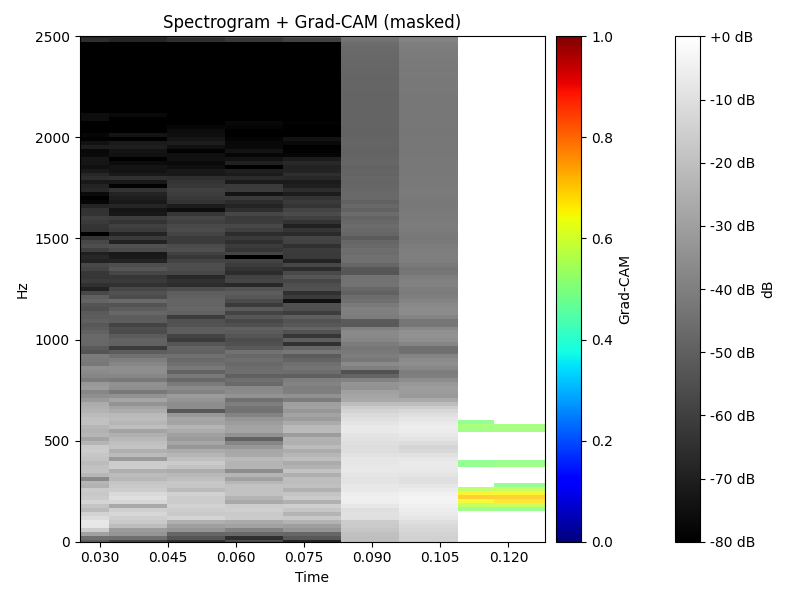 Spectrogram + Grad-CAM (masked)
2500
2000
1500
1000
500
0
Hz
0.030 0.045 0.060 0.075 0.090 0.105 0.120
Time
1.0
0.8
0.6
0.4
0.2
0.0
Grad-CAM
+0 dB
-10 dB
-20 dB
-30 dB
-40 dB
-50 dB
-60 dB
-70 dB
-80 dB
dB